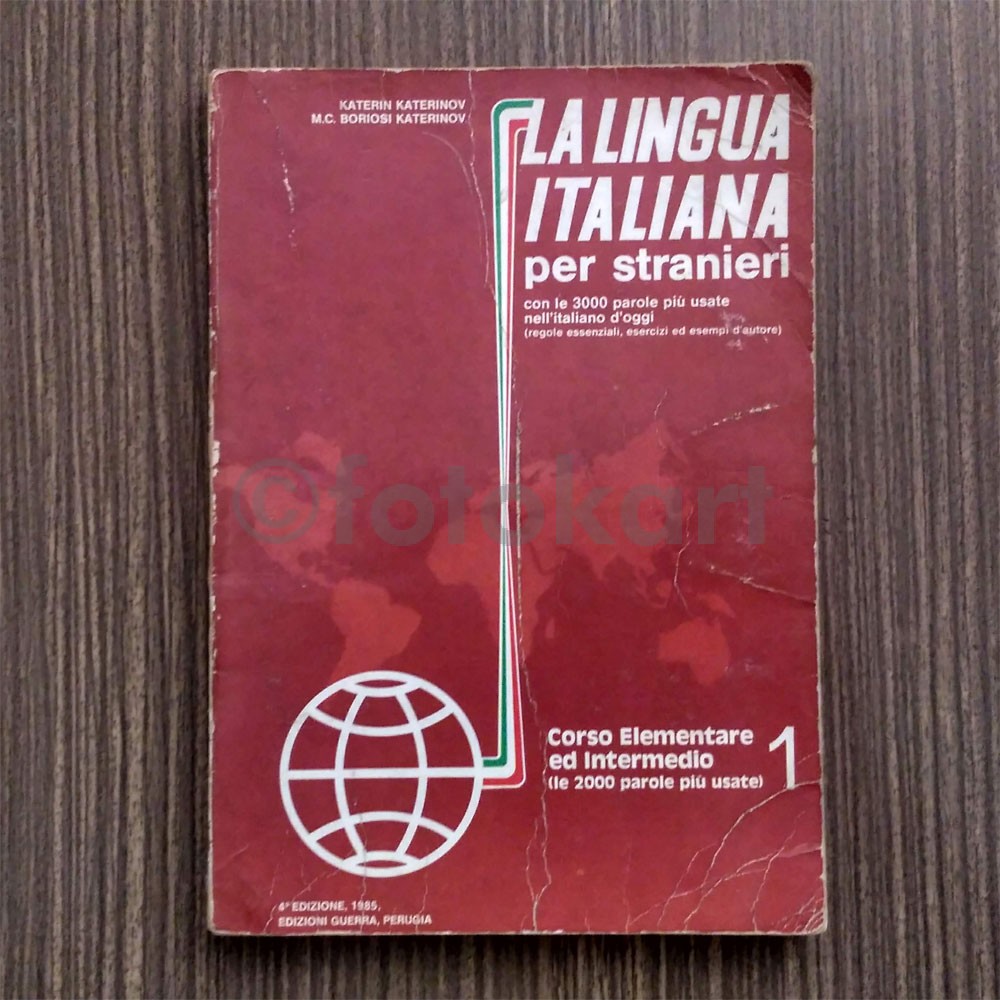 KATERIN KATERINOV
M.C. BORIOSI KATERINOV
LA LINGUA
ITALIANA
per stranieri
con le 3000 parole più usate
nell'italiano d'oggi
(regole essenziali, esercizi ed esempi d'autore)
©fotokart
Corso Elementare
ed Intermedio
(le 2000 parole più usate)
1
4ª EDIZIONE, 1985,
EDIZIONI GUERRA, PERUGIA